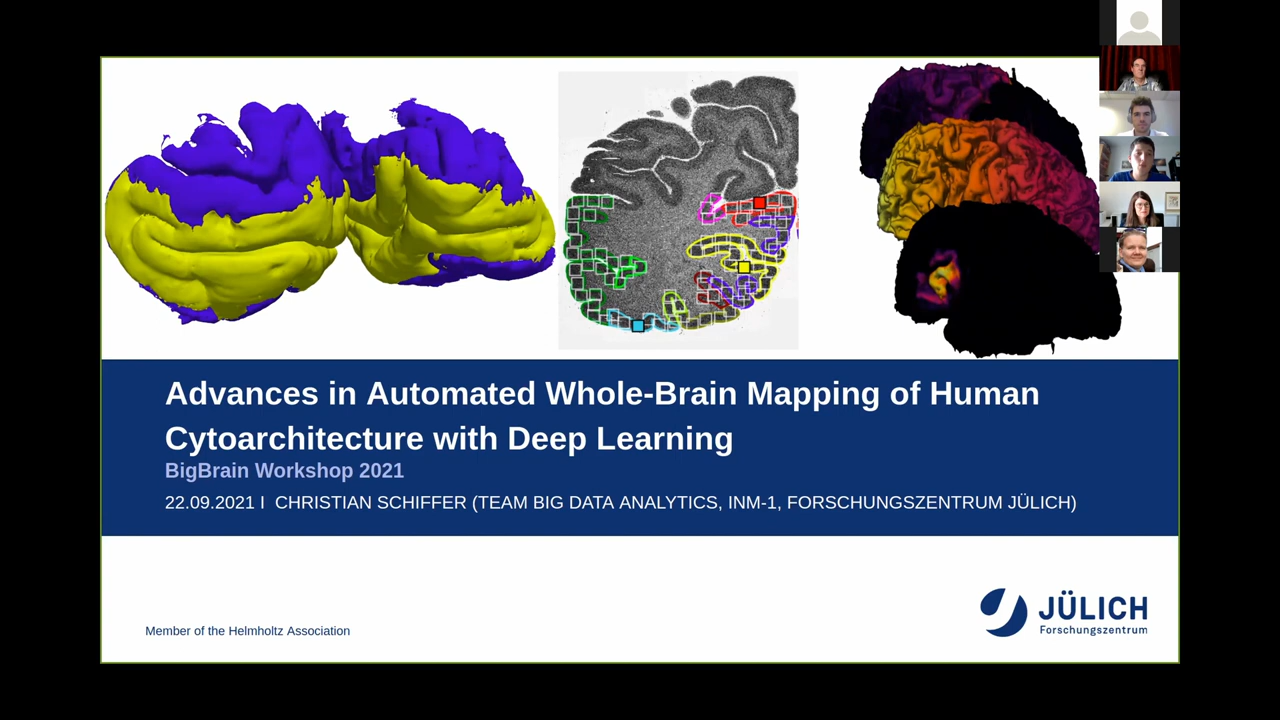 Advances in Automated Whole-Brain Mapping of Human
Cytoarchitecture with Deep Learning
BigBrain Workshop 2021
22.09.2021 I CHRISTIAN SCHIFFER (TEAM BIG DATA ANALYTICS, INM-1, FORSCHUNGSZENTRUM JÜLICH)
Member of the Helmholtz Association
JÜLICH
Forschungszentrum